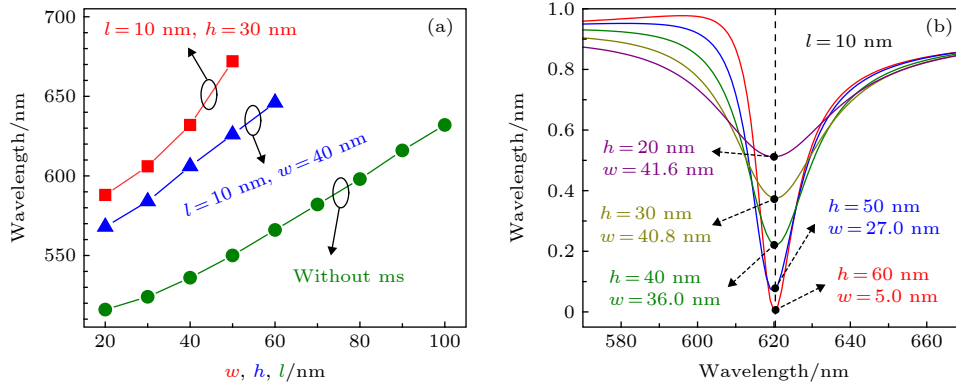 (a)
l=10 nm, h=30 nm
l=10 nm, w=40 nm
Without ms
Wavelength/nm
700
650
600
550
20 40 60 80 100
w, h, l/nm
(b)
l=10 nm
h=20 nm
w=41.6 nm
h=30 nm
w=40.8 nm
h=40 nm
w=36.0 nm
h=50 nm
w=27.0 nm
h=60 nm
w=5.0 nm
Wavelength/nm
1.0
0.8
0.6
0.4
0.2
0
580 600 620 640 660
Wavelength/nm